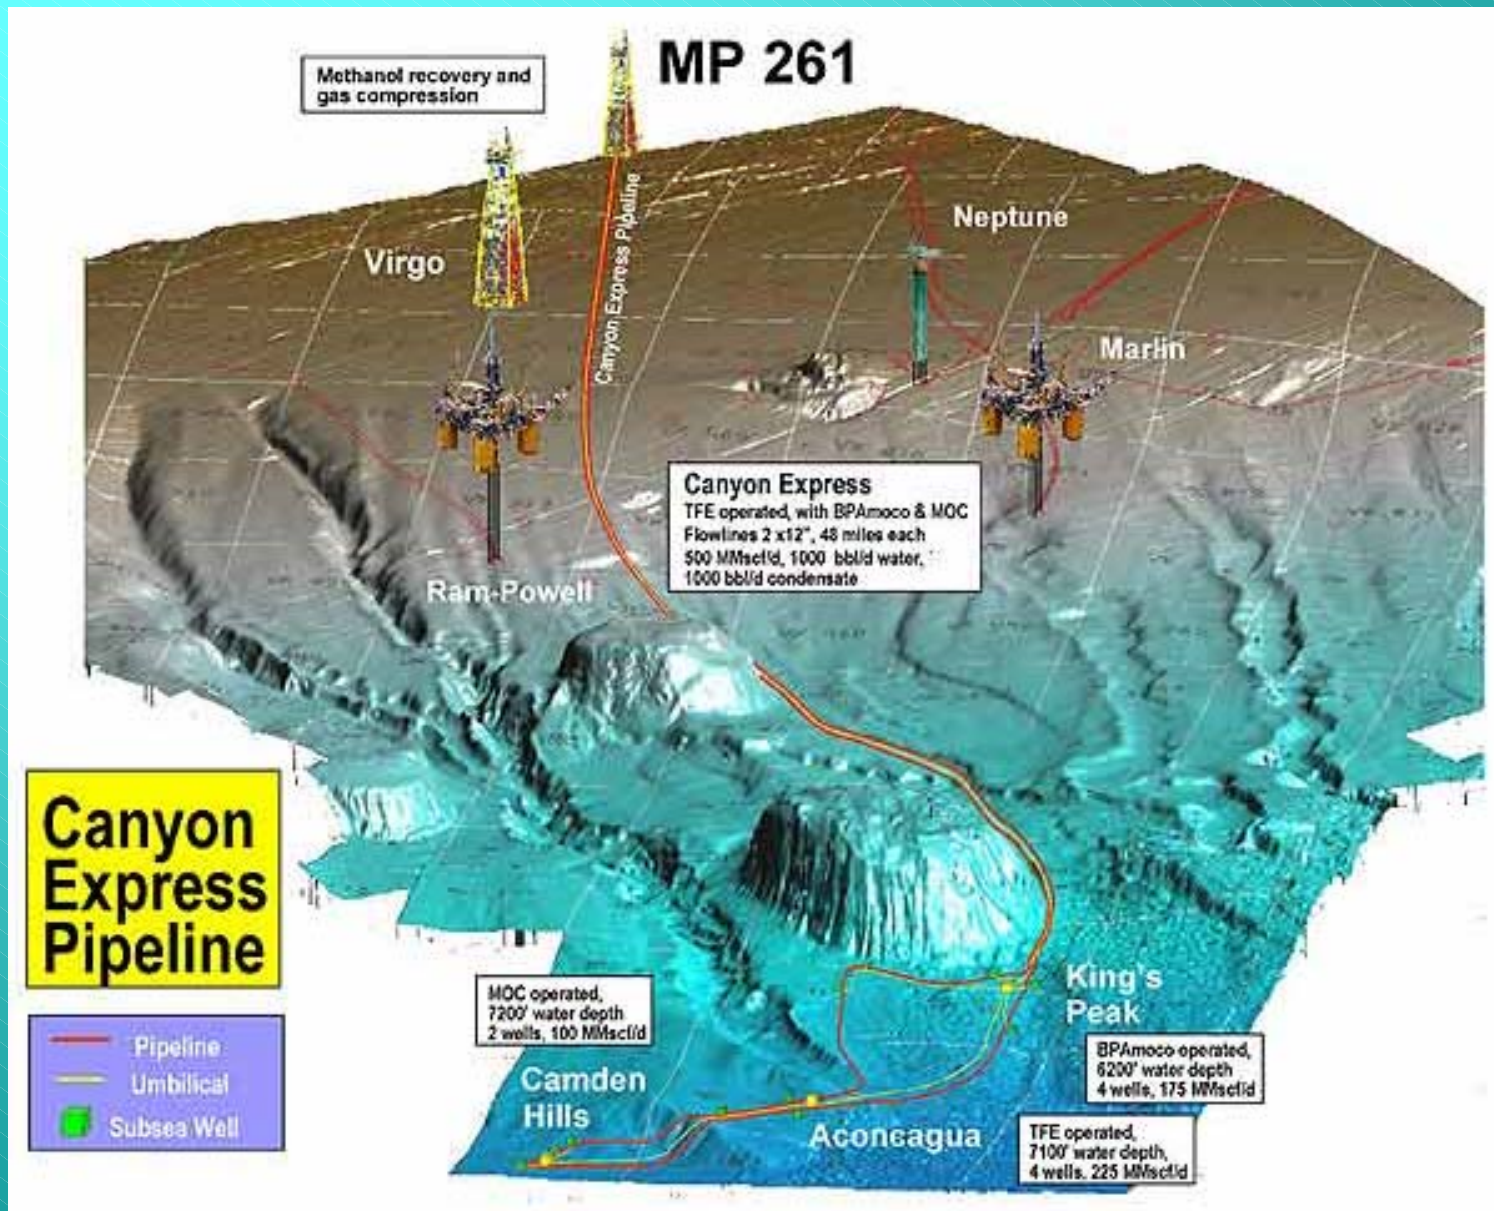 MP 261
Methanol recovery and
gas compression
Canyon Express Pipeline
Neptune
Virgo
Marlin
Canyon Express
TFE operated, with BPAmoco & MOC
Flowlines 2 x12", 48 miles each
500 MMscf/d, 1000 bbl/d water,
1000 bbl/d condensate
Ram-Powell
Canyon
Express
Pipeline
King's
Peak
MOC operated,
7200' water depth
2 wells, 100 MMscf/d
BPAmoco operated,
6200' water depth
4 wells, 175 MMscf/d
Pipeline
Umbilical
Subsea Well
Camden
Hills
Aconcagua
TFE operated,
7100' water depth,
4 wells, 225 MMscf/d